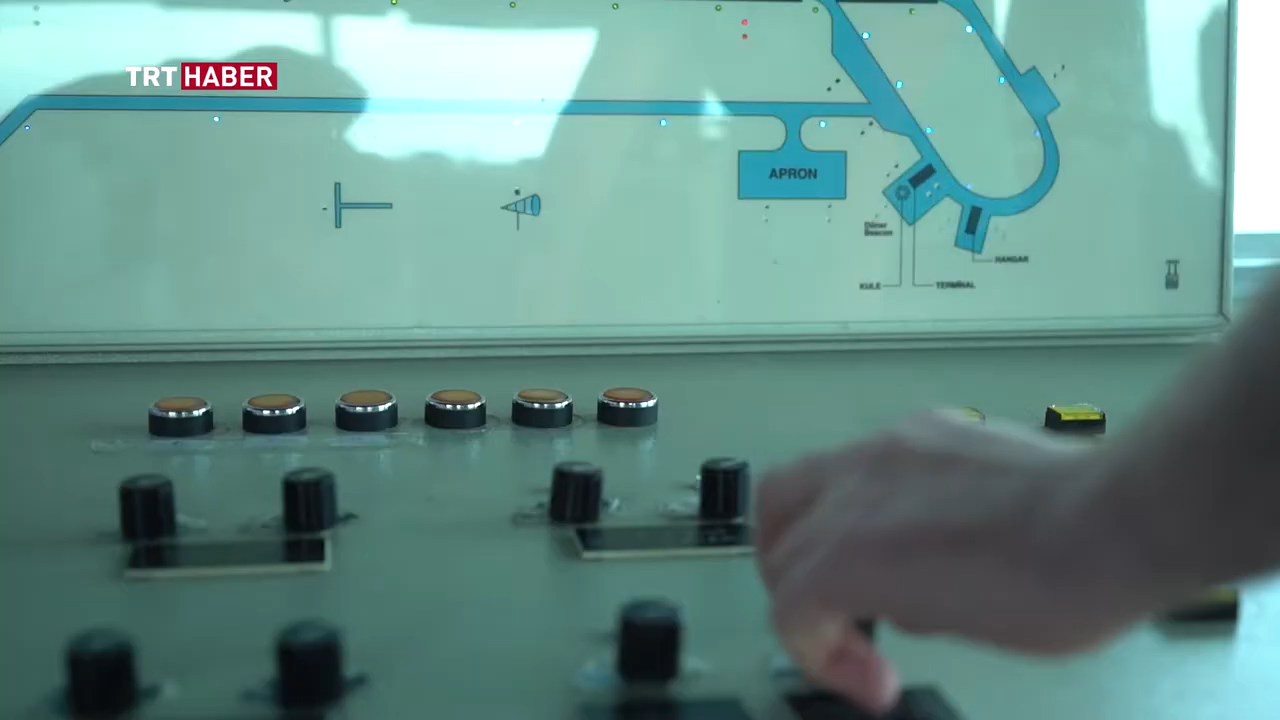 TRT HABER
APRON
Döner
Beacon
HANGAR
KULE
TERMİNAL